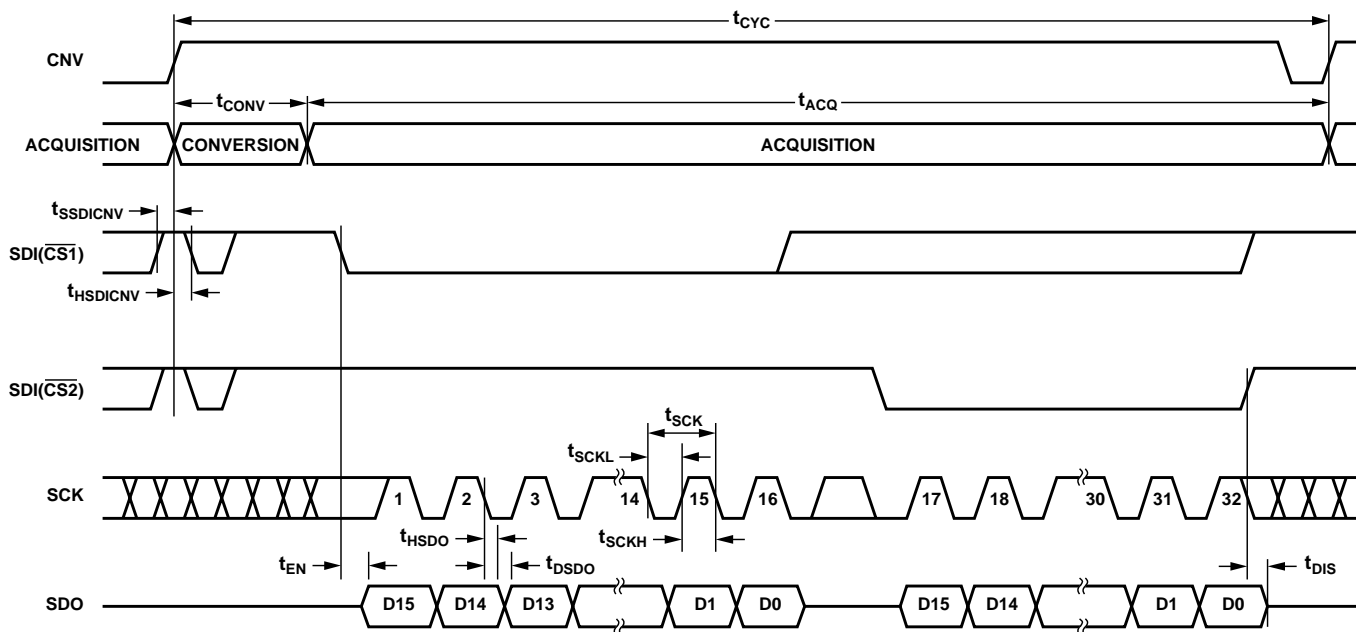 tCYC
CNV
tCONV
tACQ
ACQUISITION
CONVERSION
ACQUISITION
tSSDICNV
SDI(CS1)
tHSDICNV
SDI(CS2)
tSCK
tSCKL
SCK
1 2 3 14 15 16 17 18 30 31 32
tHSDO
tSCKH
tEN
tDSDO
tDIS
SDO
D15 D14 D13 D1 D0 D15 D14 D1 D0